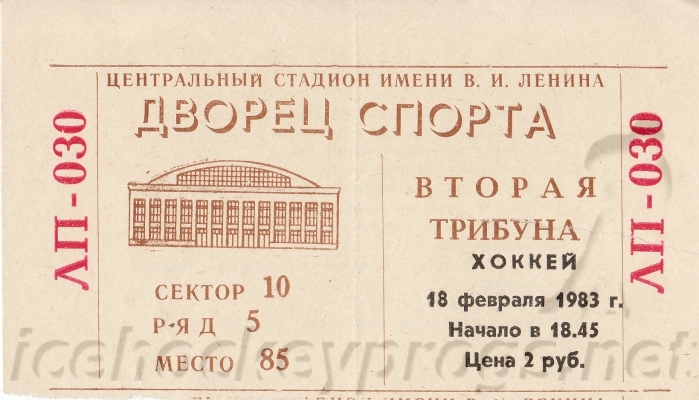 ЦЕНТРАЛЬНЫЙ СТАДИОН ИМЕНИ В. И. ЛЕНИНА
ДВОРЕЦ СПОРТА
ЛП-030
ЛП-030
ВТОРАЯ
ТРИБУНА
ХОККЕЙ
СЕКТОР 10
РЯД 5
МЕСТО 85
18 февраля 1983 г.
Начало в 18.45
Цена 2 руб.
icehockeyprogs.net